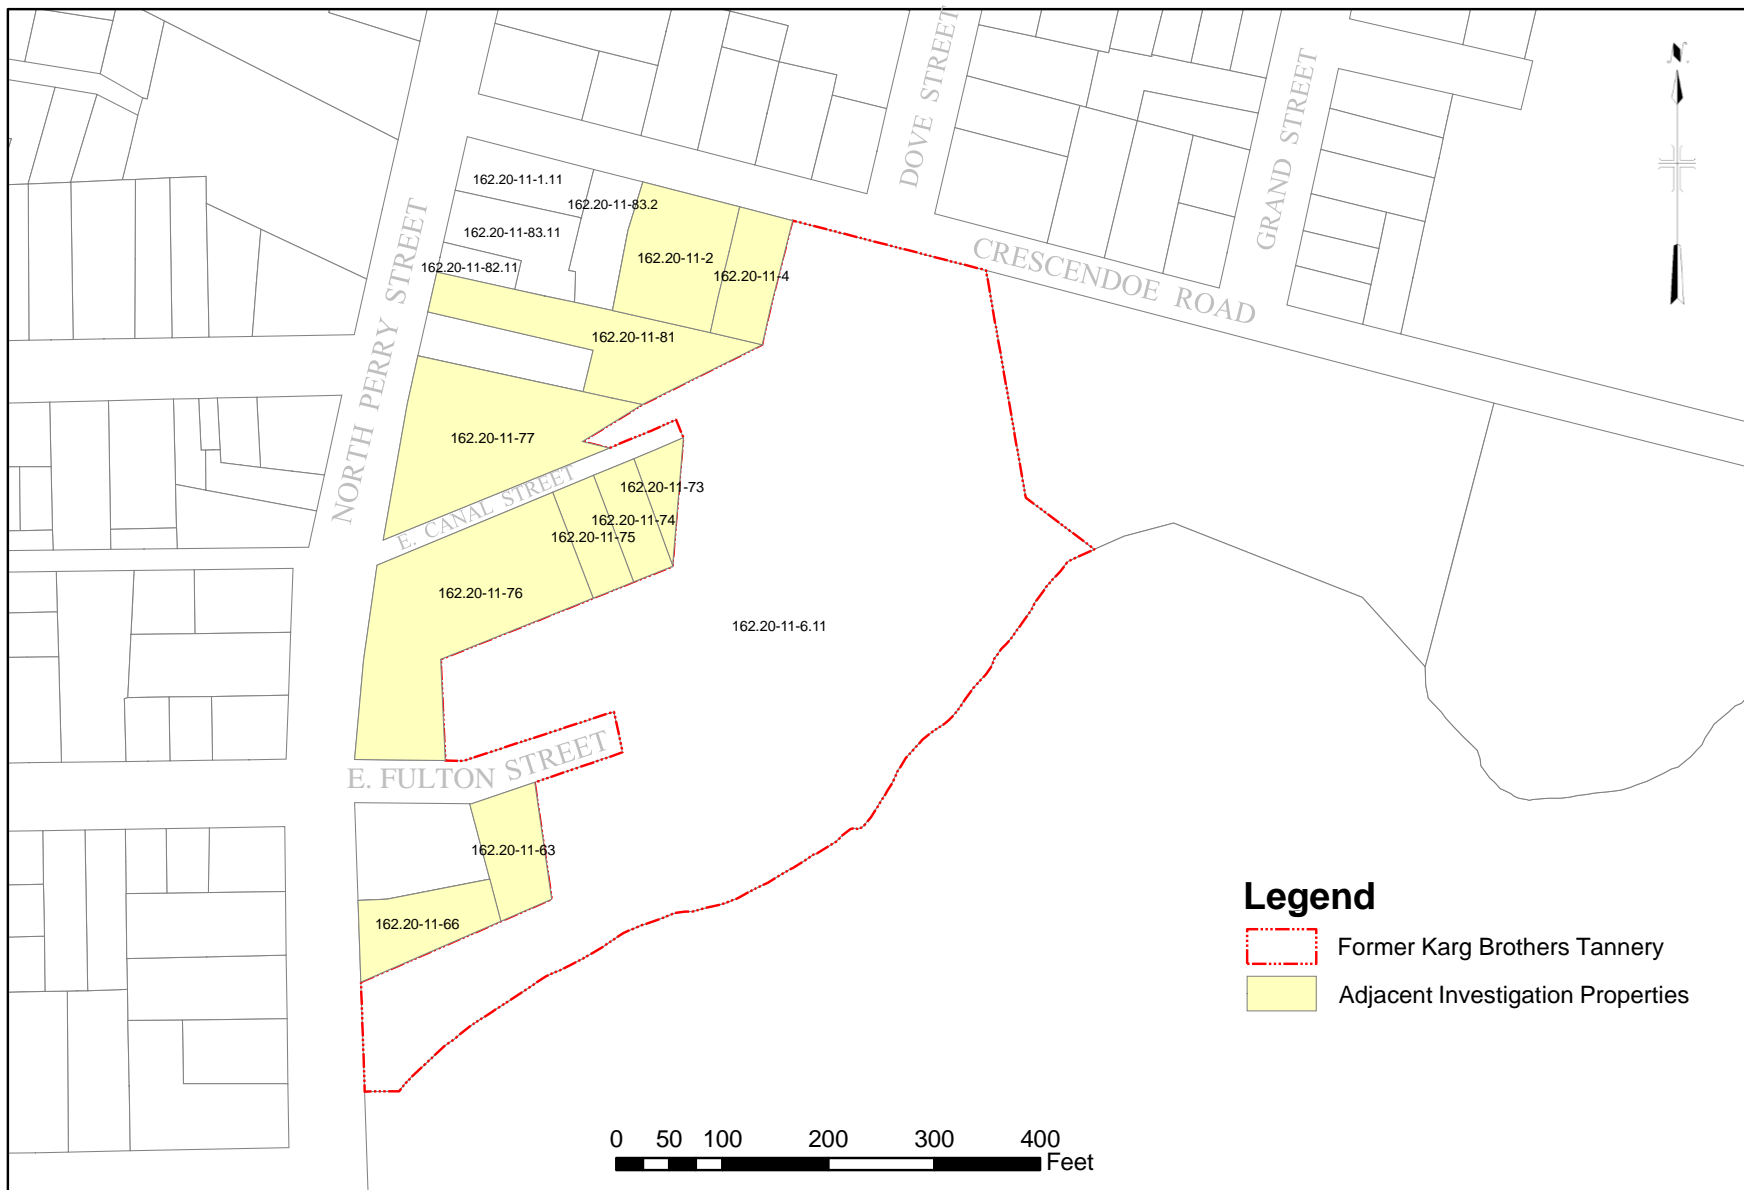 N
DOVE STREET
GRAND STREET
162.20-11-1.11
162.20-11-83.2
162.20-11-83.11
162.20-11-82.11
162.20-11-2
162.20-11-4
CRESCENDOE ROAD
NORTH PERRY STREET
162.20-11-81
162.20-11-77
E. CANAL STREET
162.20-11-73
162.20-11-74
162.20-11-75
162.20-11-76
162.20-11-6.11
E. FULTON STREET
162.20-11-63
162.20-11-66
Legend
Former Karg Brothers Tannery
Adjacent Investigation Properties
0 50 100 200 300 400
Feet